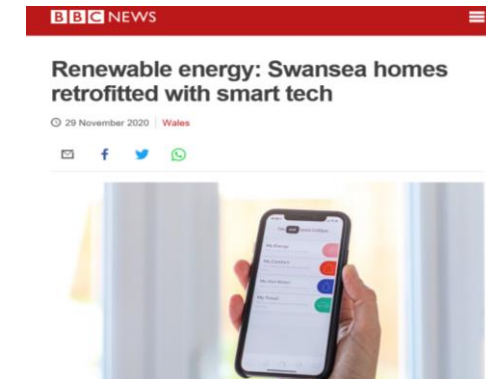 BBC NEWS
Renewable energy: Swansea homes
retrofitted with smart tech
29 November 2020 Wales
My Energy
My Comfort
My Hot Water
My Travel